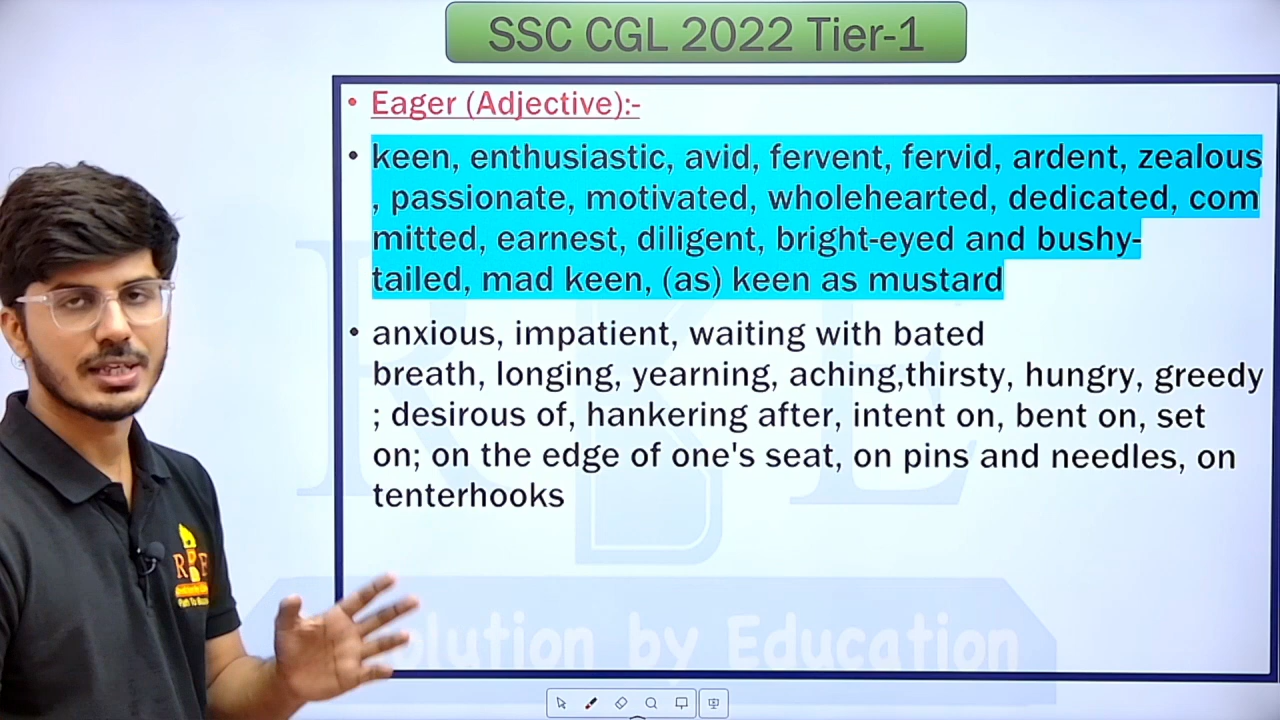 SSC CGL 2022 Tier-1
• Eager (Adjective):-
• keen, enthusiastic, avid, fervent, fervid, ardent, zealous
, passionate, motivated, wholehearted, dedicated, com
mitted, earnest, diligent, bright-eyed and bushy-
tailed, mad keen, (as) keen as mustard
• anxious, impatient, waiting with bated
breath, longing, yearning, aching,thirsty, hungry, greedy
; desirous of, hankering after, intent on, bent on, set
on; on the edge of one's seat, on pins and needles, on
tenterhooks
by Education